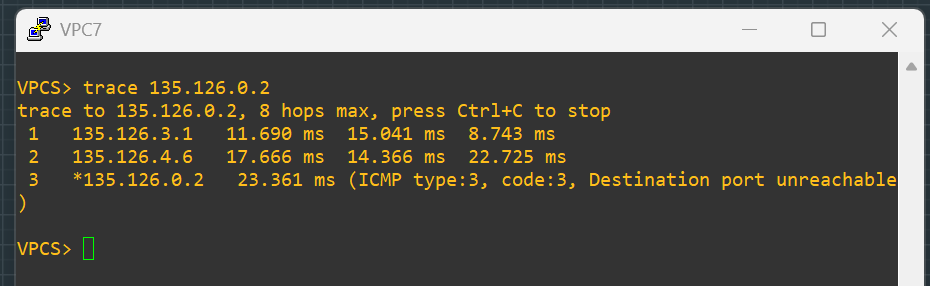 VPC7
VPCS> trace 135.126.0.2
trace to 135.126.0.2, 8 hops max, press Ctrl+C to stop
1 135.126.3.1 11.690 ms 15.041 ms 8.743 ms
2 135.126.4.6 17.666 ms 14.366 ms 22.725 ms
3 *135.126.0.2 23.361 ms (ICMP type:3, code:3, Destination port unreachable
)
VPCS>